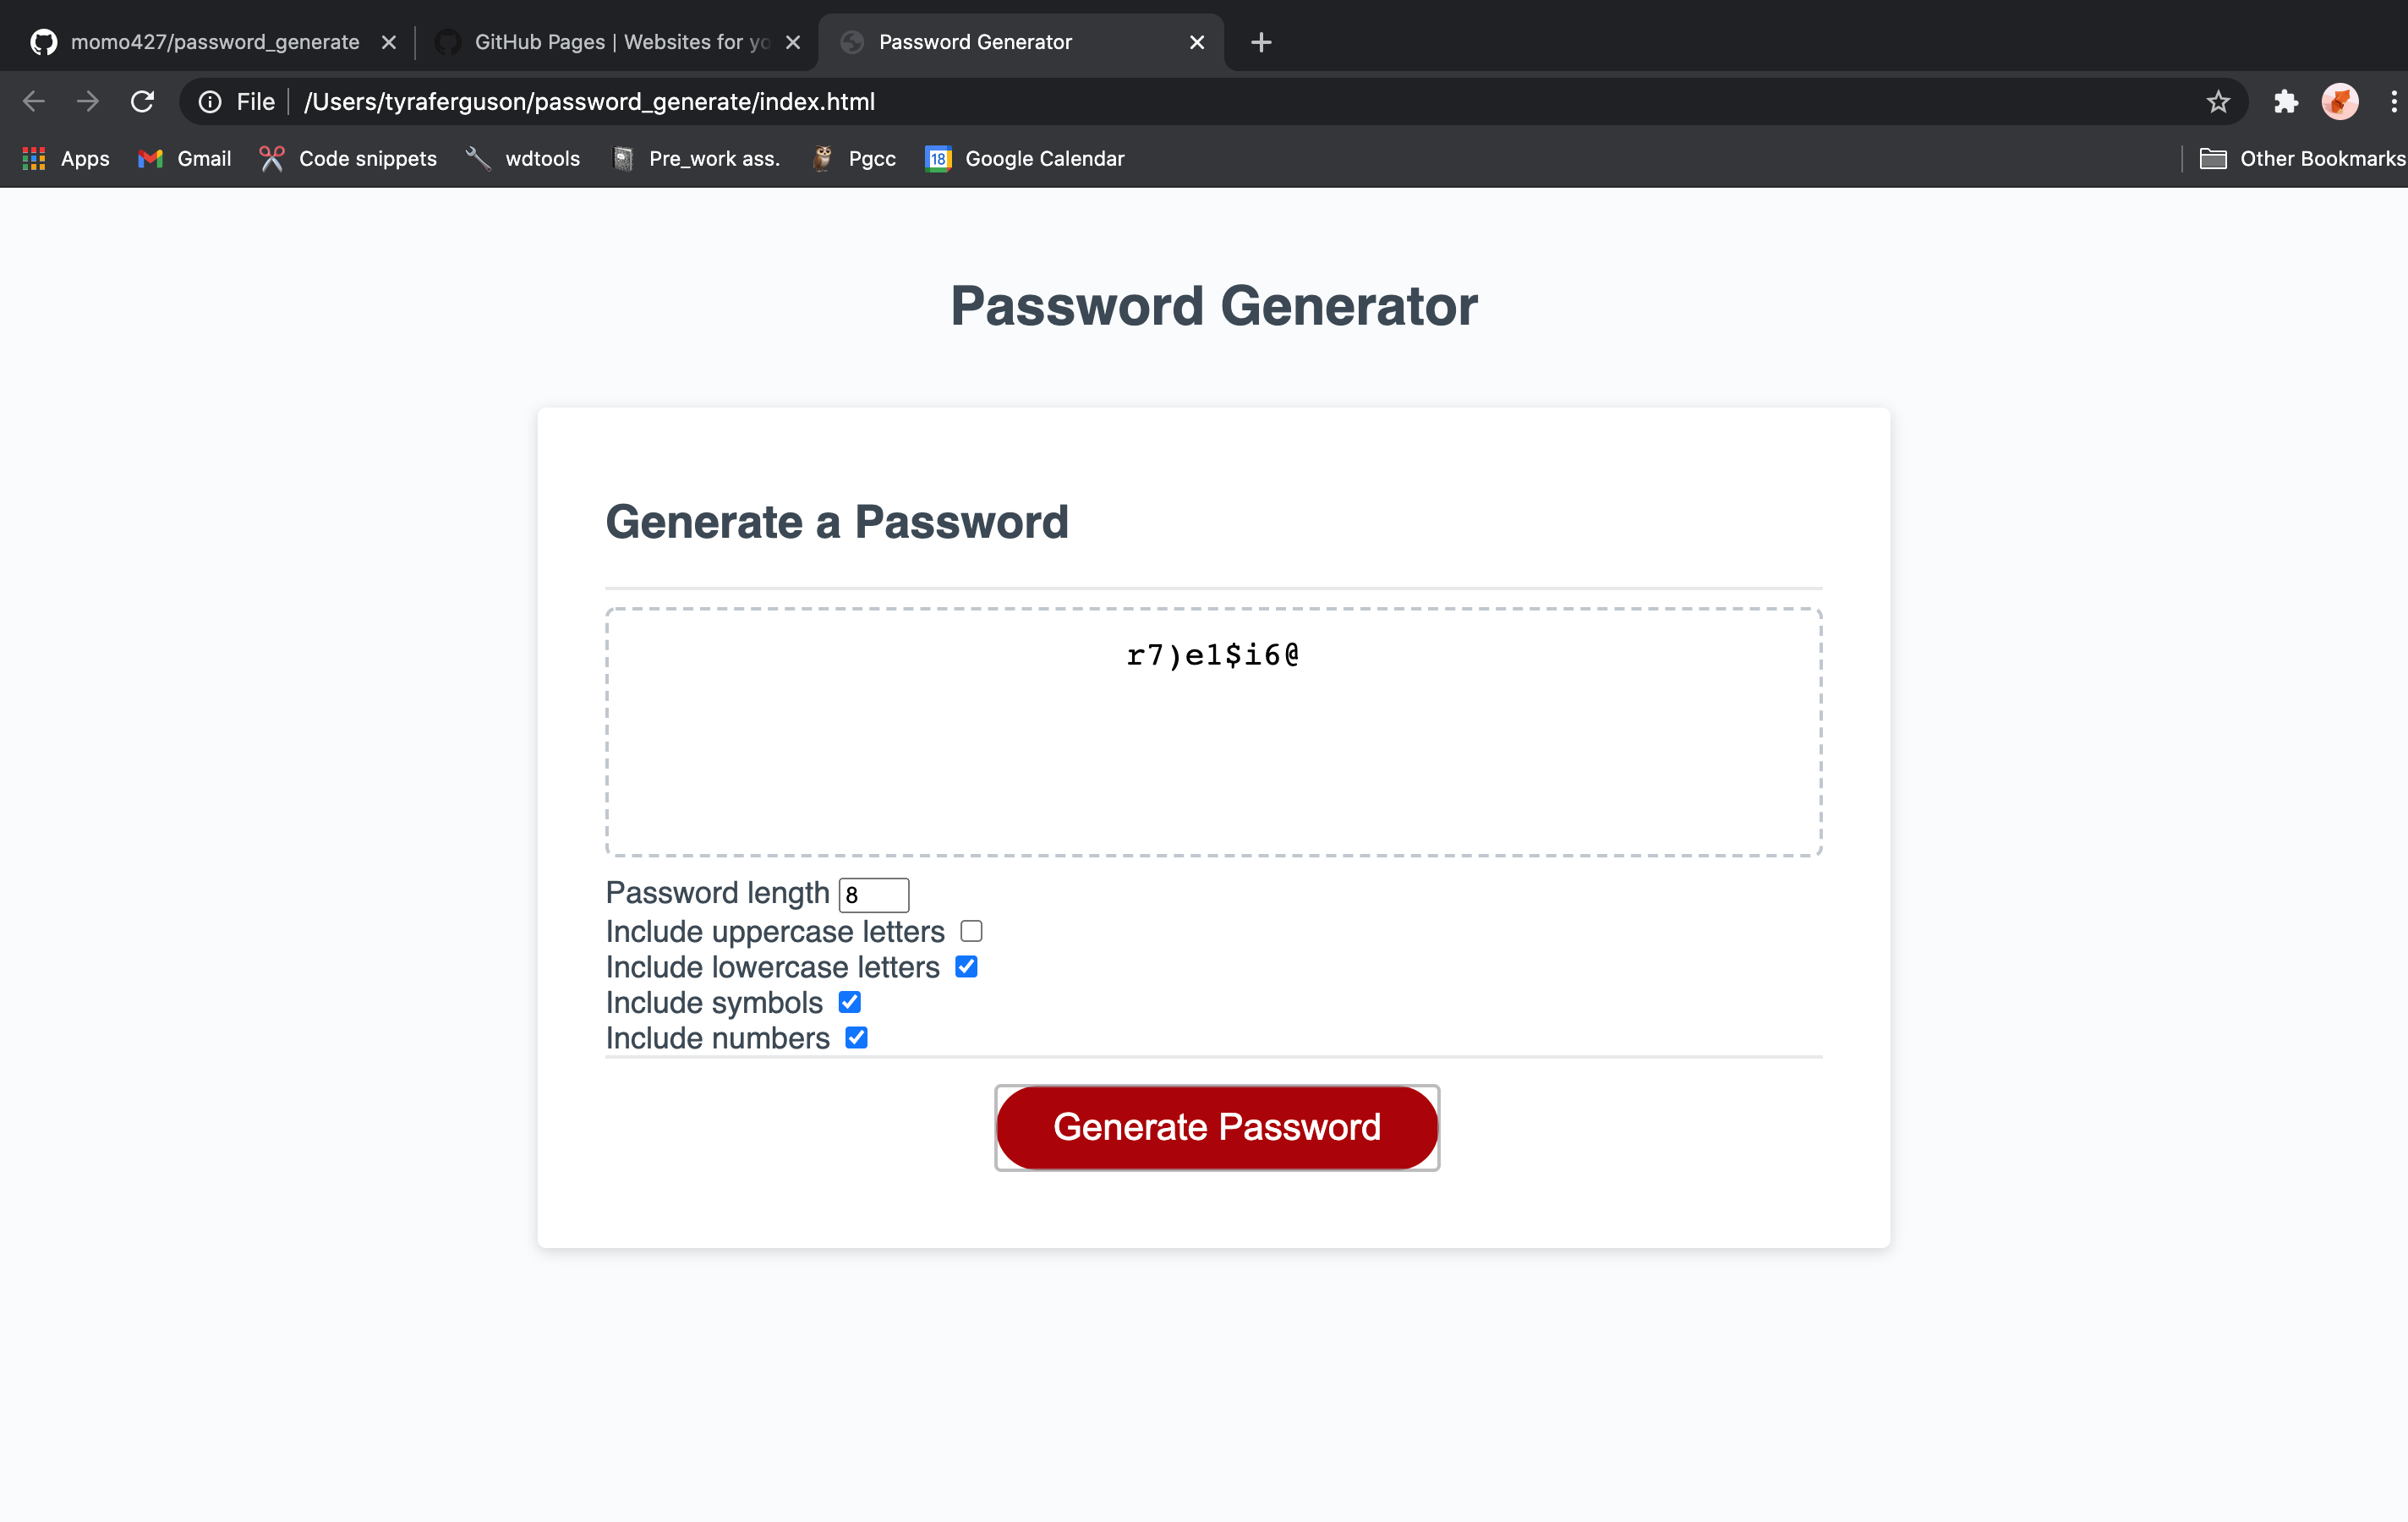 momo427/password_generate
GitHub Pages | Websites for yo
Password Generator
File
/Users/tyraferguson/password_generate/index.html
Apps
Gmail
Code snippets
wdtools
Pre_work ass.
Pgcc
18
Google Calendar
Other Bookmarks
Password Generator
Generate a Password
r7)e1$i6@
Password length 8
Include uppercase letters
Include lowercase letters
Include symbols
Include numbers
Generate Password